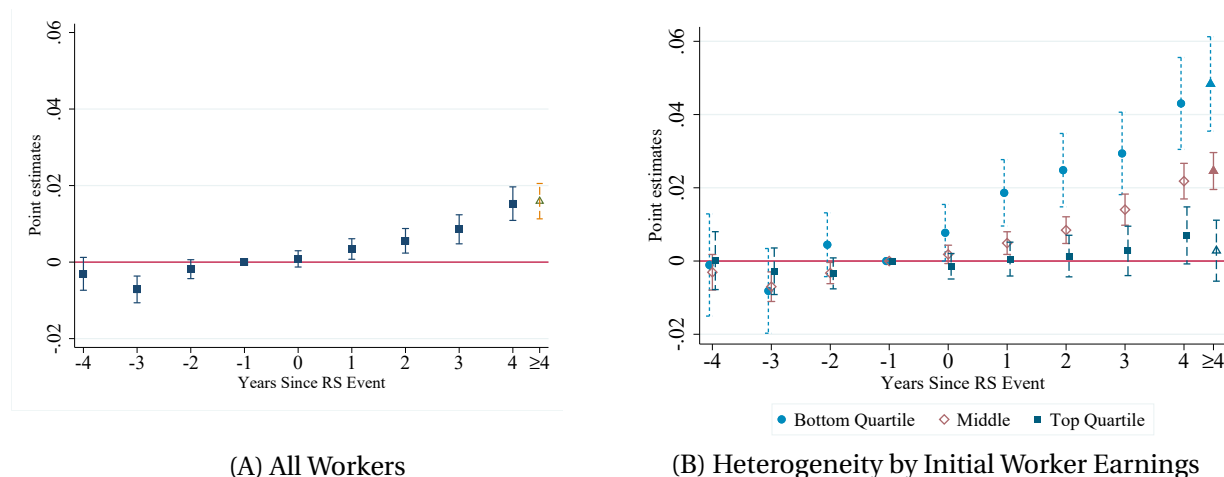 .06
.04
.02
0
-.02
Point estimates
-4 -3 -2 -1 0 1 2 3 4 ≥4
Years Since RS Event
(A) All Workers
.06
.04
.02
0
-.02
Point estimates
-4 -3 -2 -1 0 1 2 3 4 ≥4
Years Since RS Event
Bottom Quartile Middle Top Quartile
(B) Heterogeneity by Initial Worker Earnings